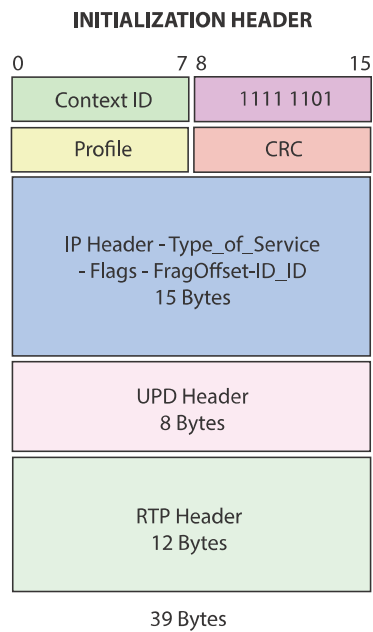 INITIALIZATION HEADER
0 7 8 15
Context ID 1111 1101
Profile CRC
IP Header - Type_of_Service
- Flags - FragOffset-ID_ID
15 Bytes
UPD Header
8 Bytes
RTP Header
12 Bytes
39 Bytes